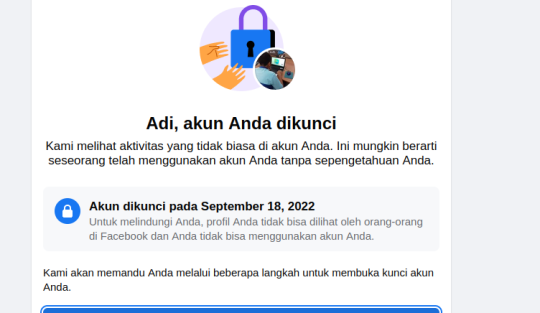 Adi, akun Anda dikunci
Kami melihat aktivitas yang tidak biasa di akun Anda. Ini mungkin berarti
seseorang telah menggunakan akun Anda tanpa sepengetahuan Anda.
Akun dikunci pada September 18, 2022
Untuk melindungi Anda, profil Anda tidak bisa dilihat oleh orang-orang
di Facebook dan Anda tidak bisa menggunakan akun Anda.
Kami akan memandu Anda melalui beberapa langkah untuk membuka kunci akun
Anda.